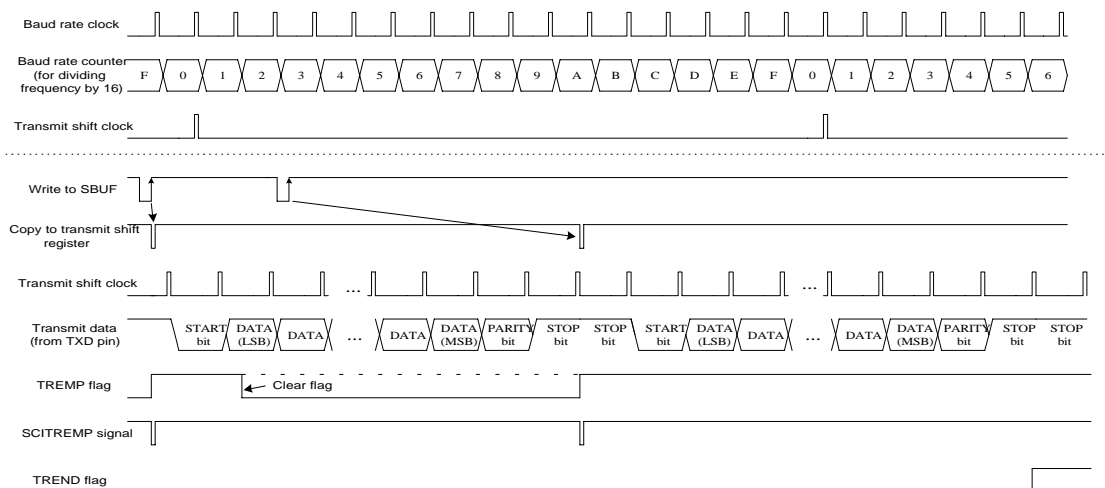 Baud rate clock
Baud rate counter
(for dividing
frequency by 16)
F 0 1 2 3 4 5 6 7 8 9 A B C D E F 0 1 2 3 4 5 6
Transmit shift clock
Write to SBUF
Copy to transmit shift
register
Transmit shift clock
... ...
Transmit data
(from TXD pin)
START DATA DATA ... DATA DATA PARITY STOP STOP START DATA DATA ... DATA DATA PARITY STOP STOP
bit (LSB) (MSB) bit bit bit bit (LSB) (MSB) bit bit bit
TREMP flag
Clear flag
SCITREMP signal
TREND flag